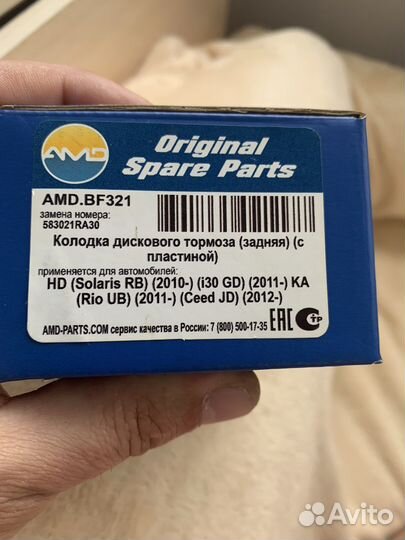 AMD
Original
Spare Parts
AMD.BF321
замена номера:
583021RA30
Колодка дискового тормоза (задняя) (с
пластиной)
применяется для автомобилей:
HD (Solaris RB) (2010-) (i30 GD) (2011-) KA
(Rio UB) (2011-) (Ceed JD) (2012-)
AMD-PARTS.COM сервис качества в России: 7 (800) 500-17-35
EAC
СТР
Avito